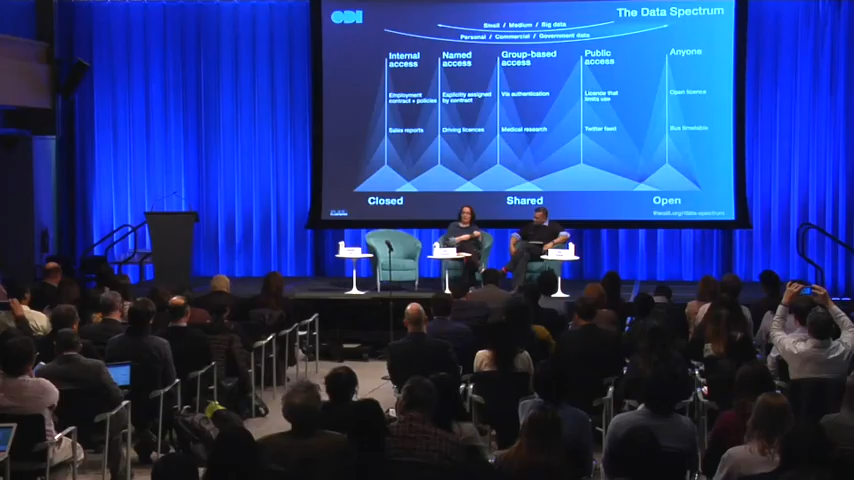 ODI
The Data Spectrum
Small / Medium / Big data
Personal / Commercial / Government data
Internal
access
Named
access
Group-based
access
Public
access
Anyone
Employment
contract + policies
Explicitly assigned
by contract
Via authentication
Licence that
limits use
Open licence
Sales reports
Driving licences
Medical research
Twitter feed
Bus timetable
Closed
Shared
Open
theodi.org/data-spectrum